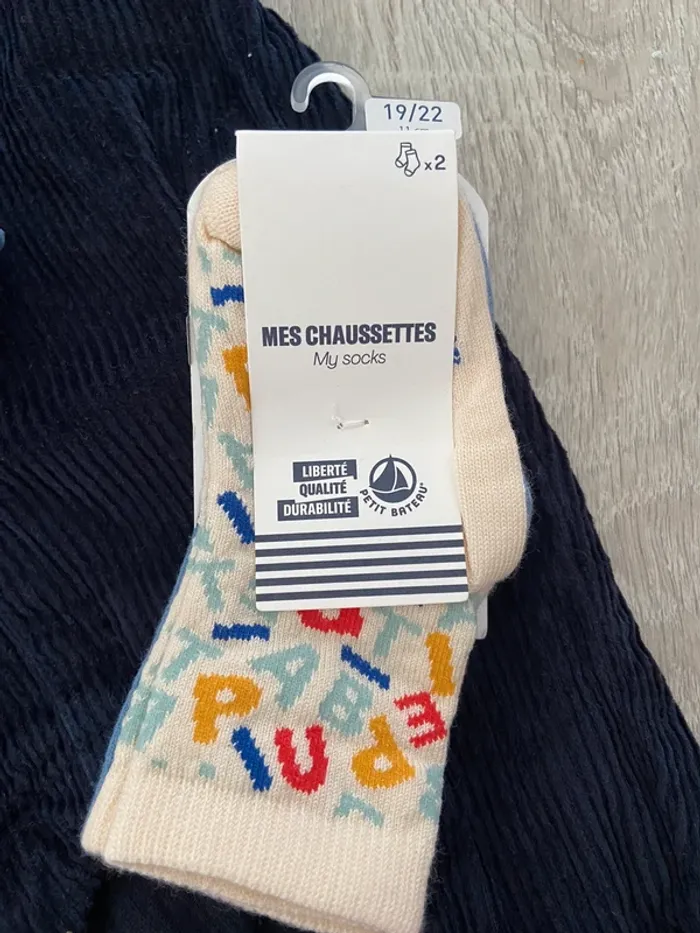 19/22
x2
MES CHAUSSETTES
My socks
LIBERTÉ
QUALITÉ
DURABILITÉ
PETIT BATEAU